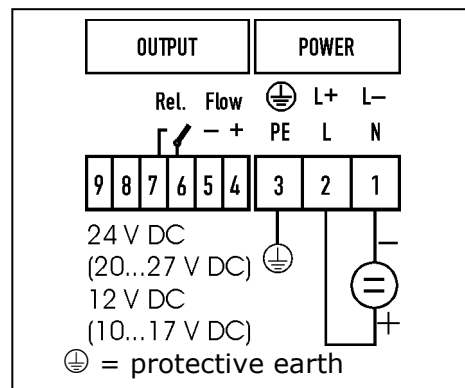 OUTPUT POWER
Rel. Flow ⏚ L+ L–
– + PE L N
9 8 7 6 5 4 3 2 1
24 V DC
(20...27 V DC)
12 V DC
(10...17 V DC)
–
=
+
⏚ = protective earth